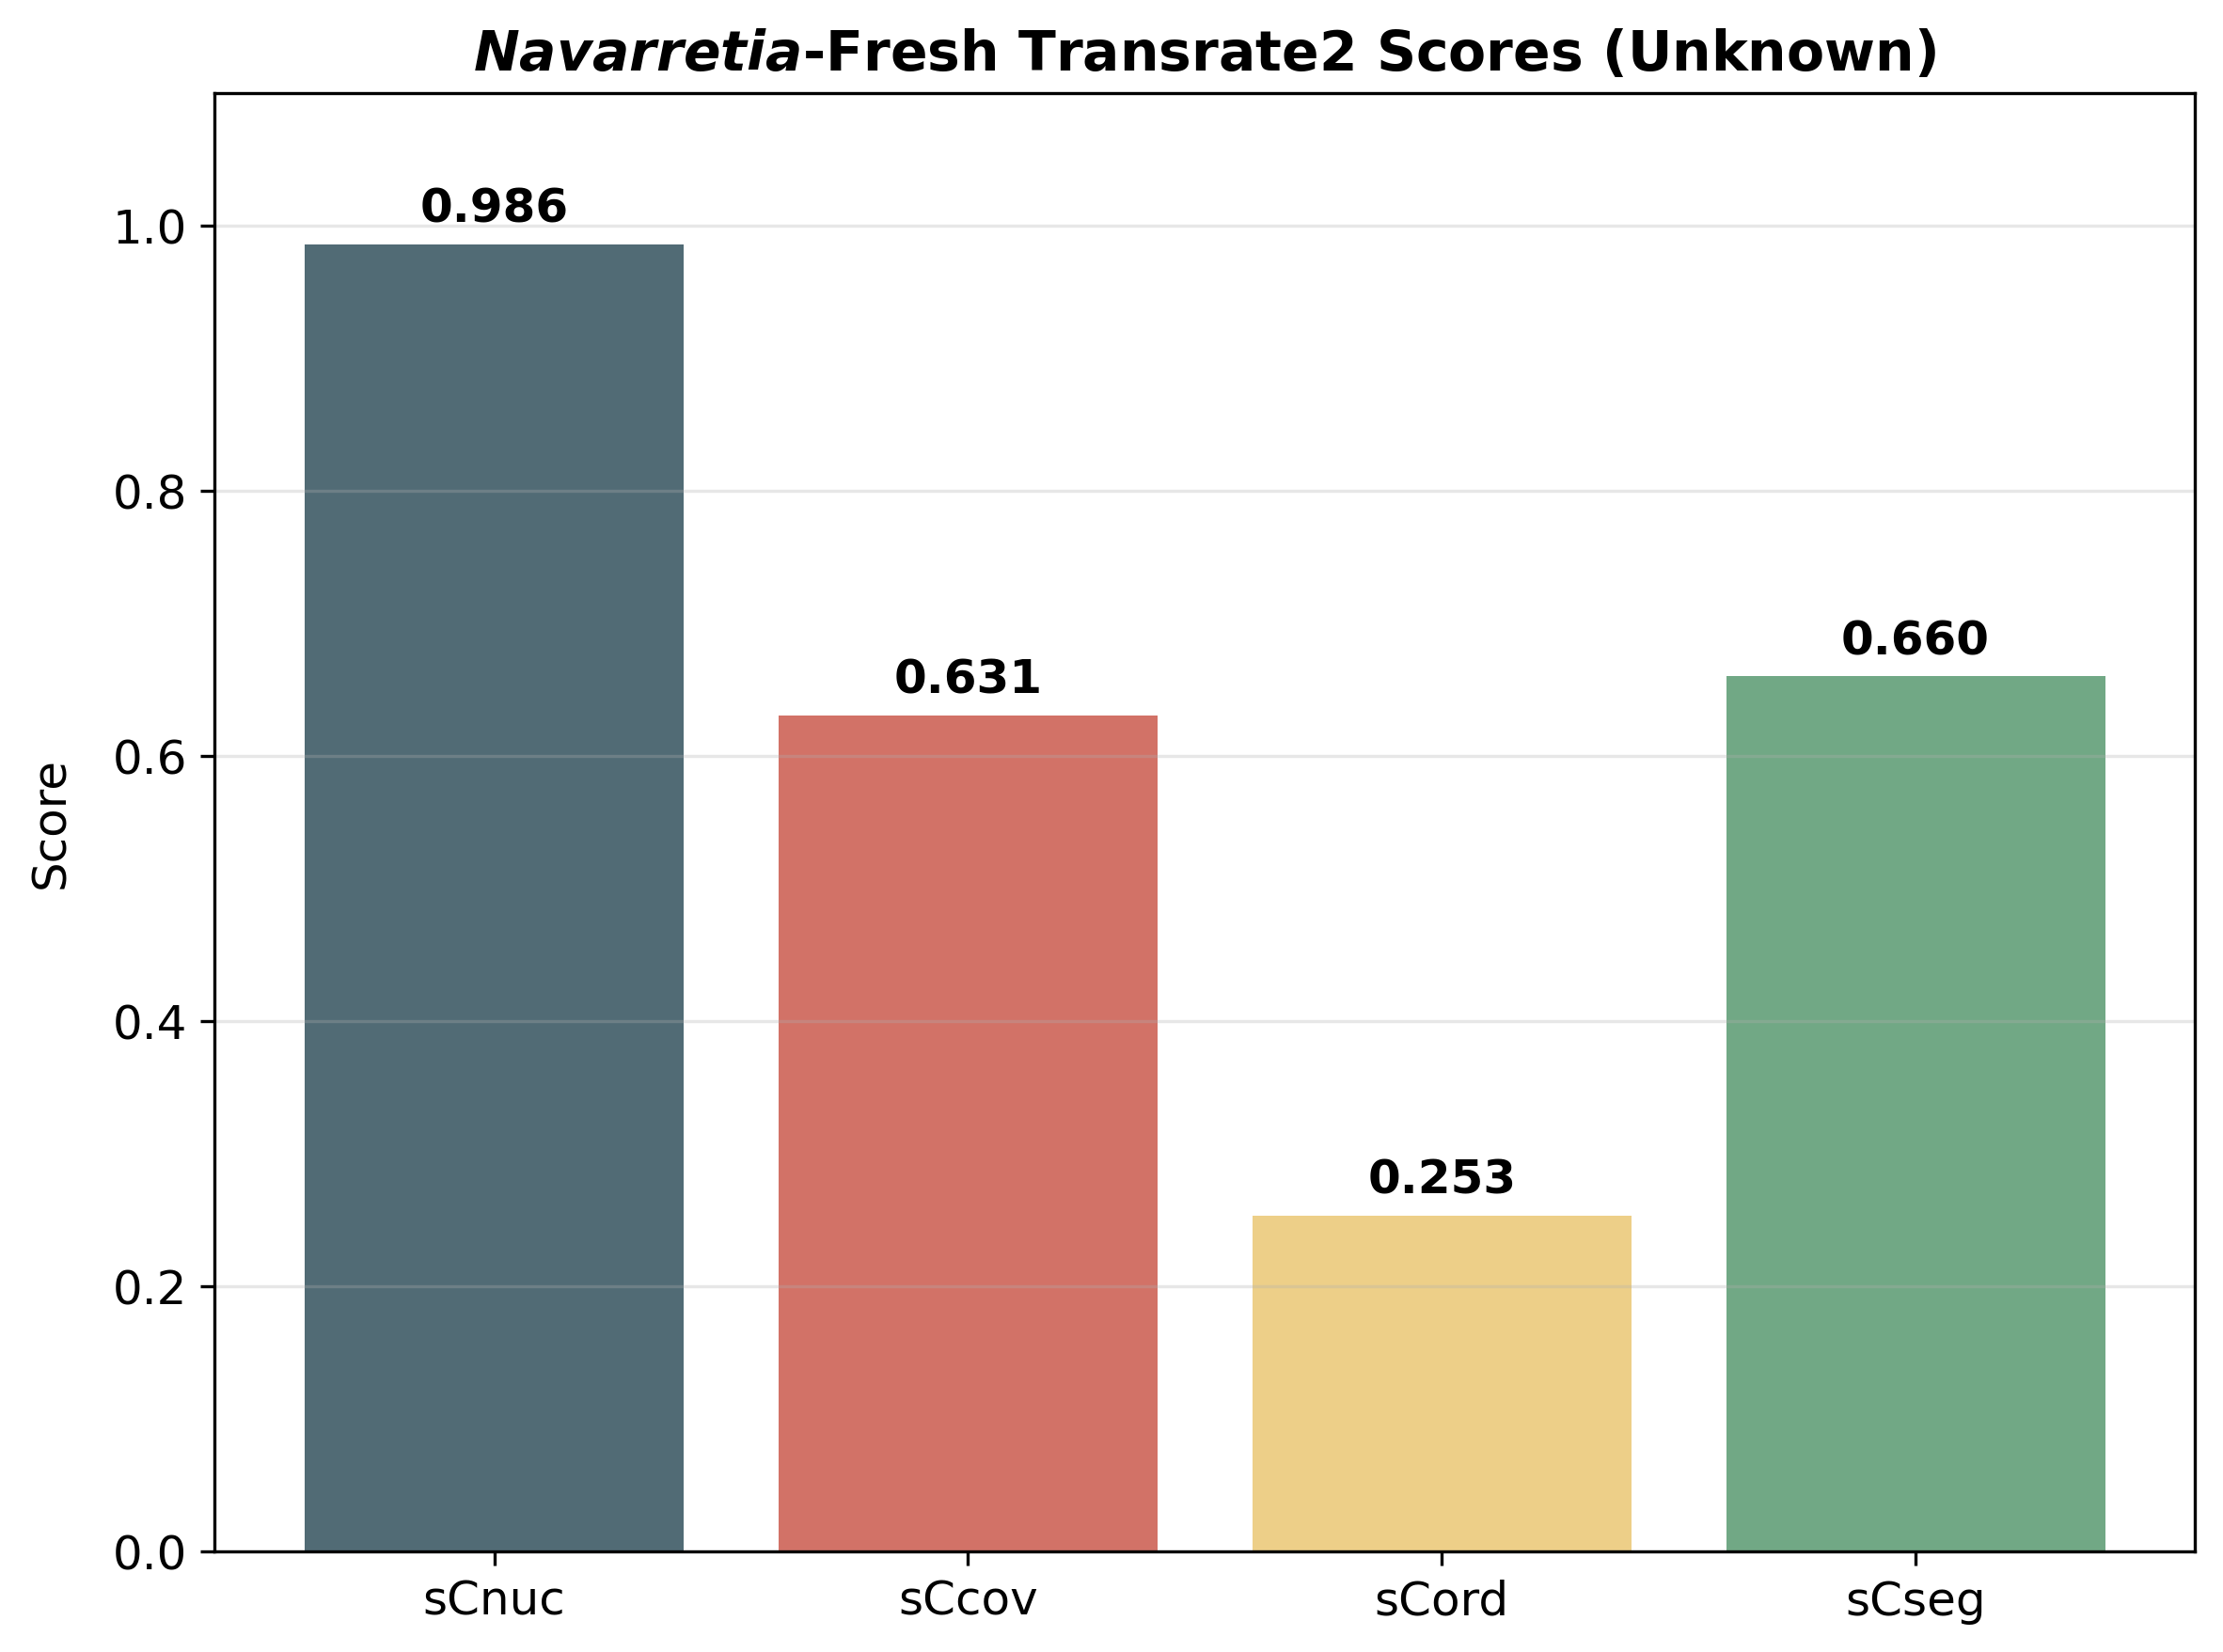 Navarretia-Fresh Transrate2 Scores (Unknown)
Score
1.0
0.8
0.6
0.4
0.2
0.0
0.986
0.631
0.253
0.660
sCnuc
sCcov
sCord
sCseg